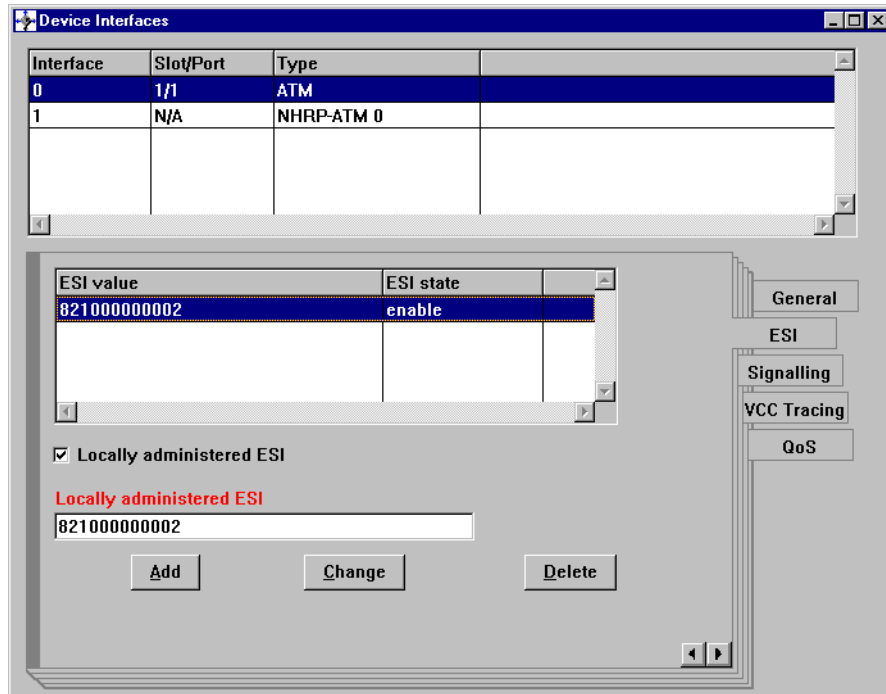 Device Interfaces
Interface Slot/Port Type
0 1/1 ATM
1 N/A NHRP-ATM 0
ESI value ESI state
821000000002 enable
General
ESI
Signalling
VCC Tracing
QoS
Locally administered ESI
Locally administered ESI
821000000002
Add Change Delete